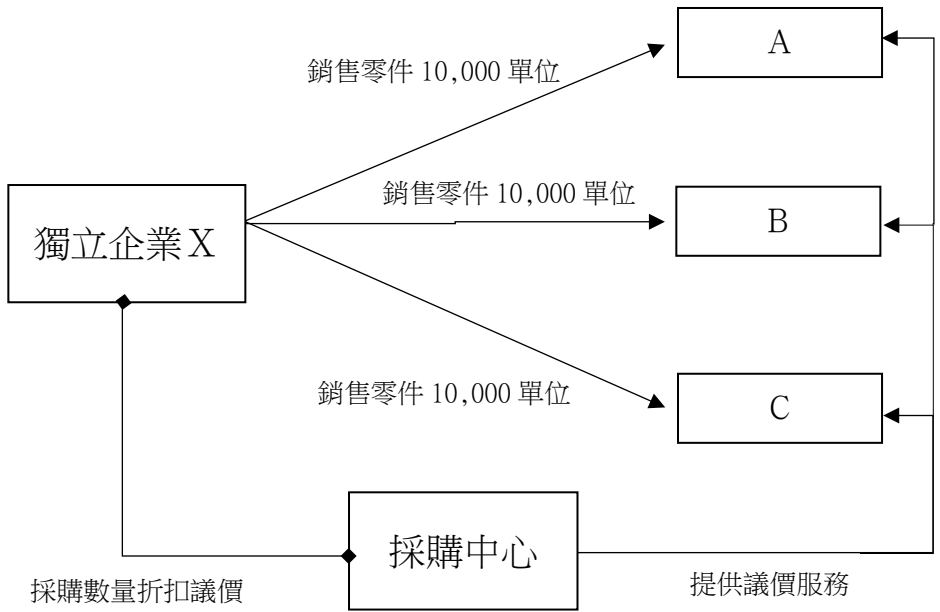 A
銷售零件 10,000 單位
銷售零件 10,000 單位
B
獨立企業 X
銷售零件 10,000 單位
C
採購中心
採購數量折扣議價
提供議價服務